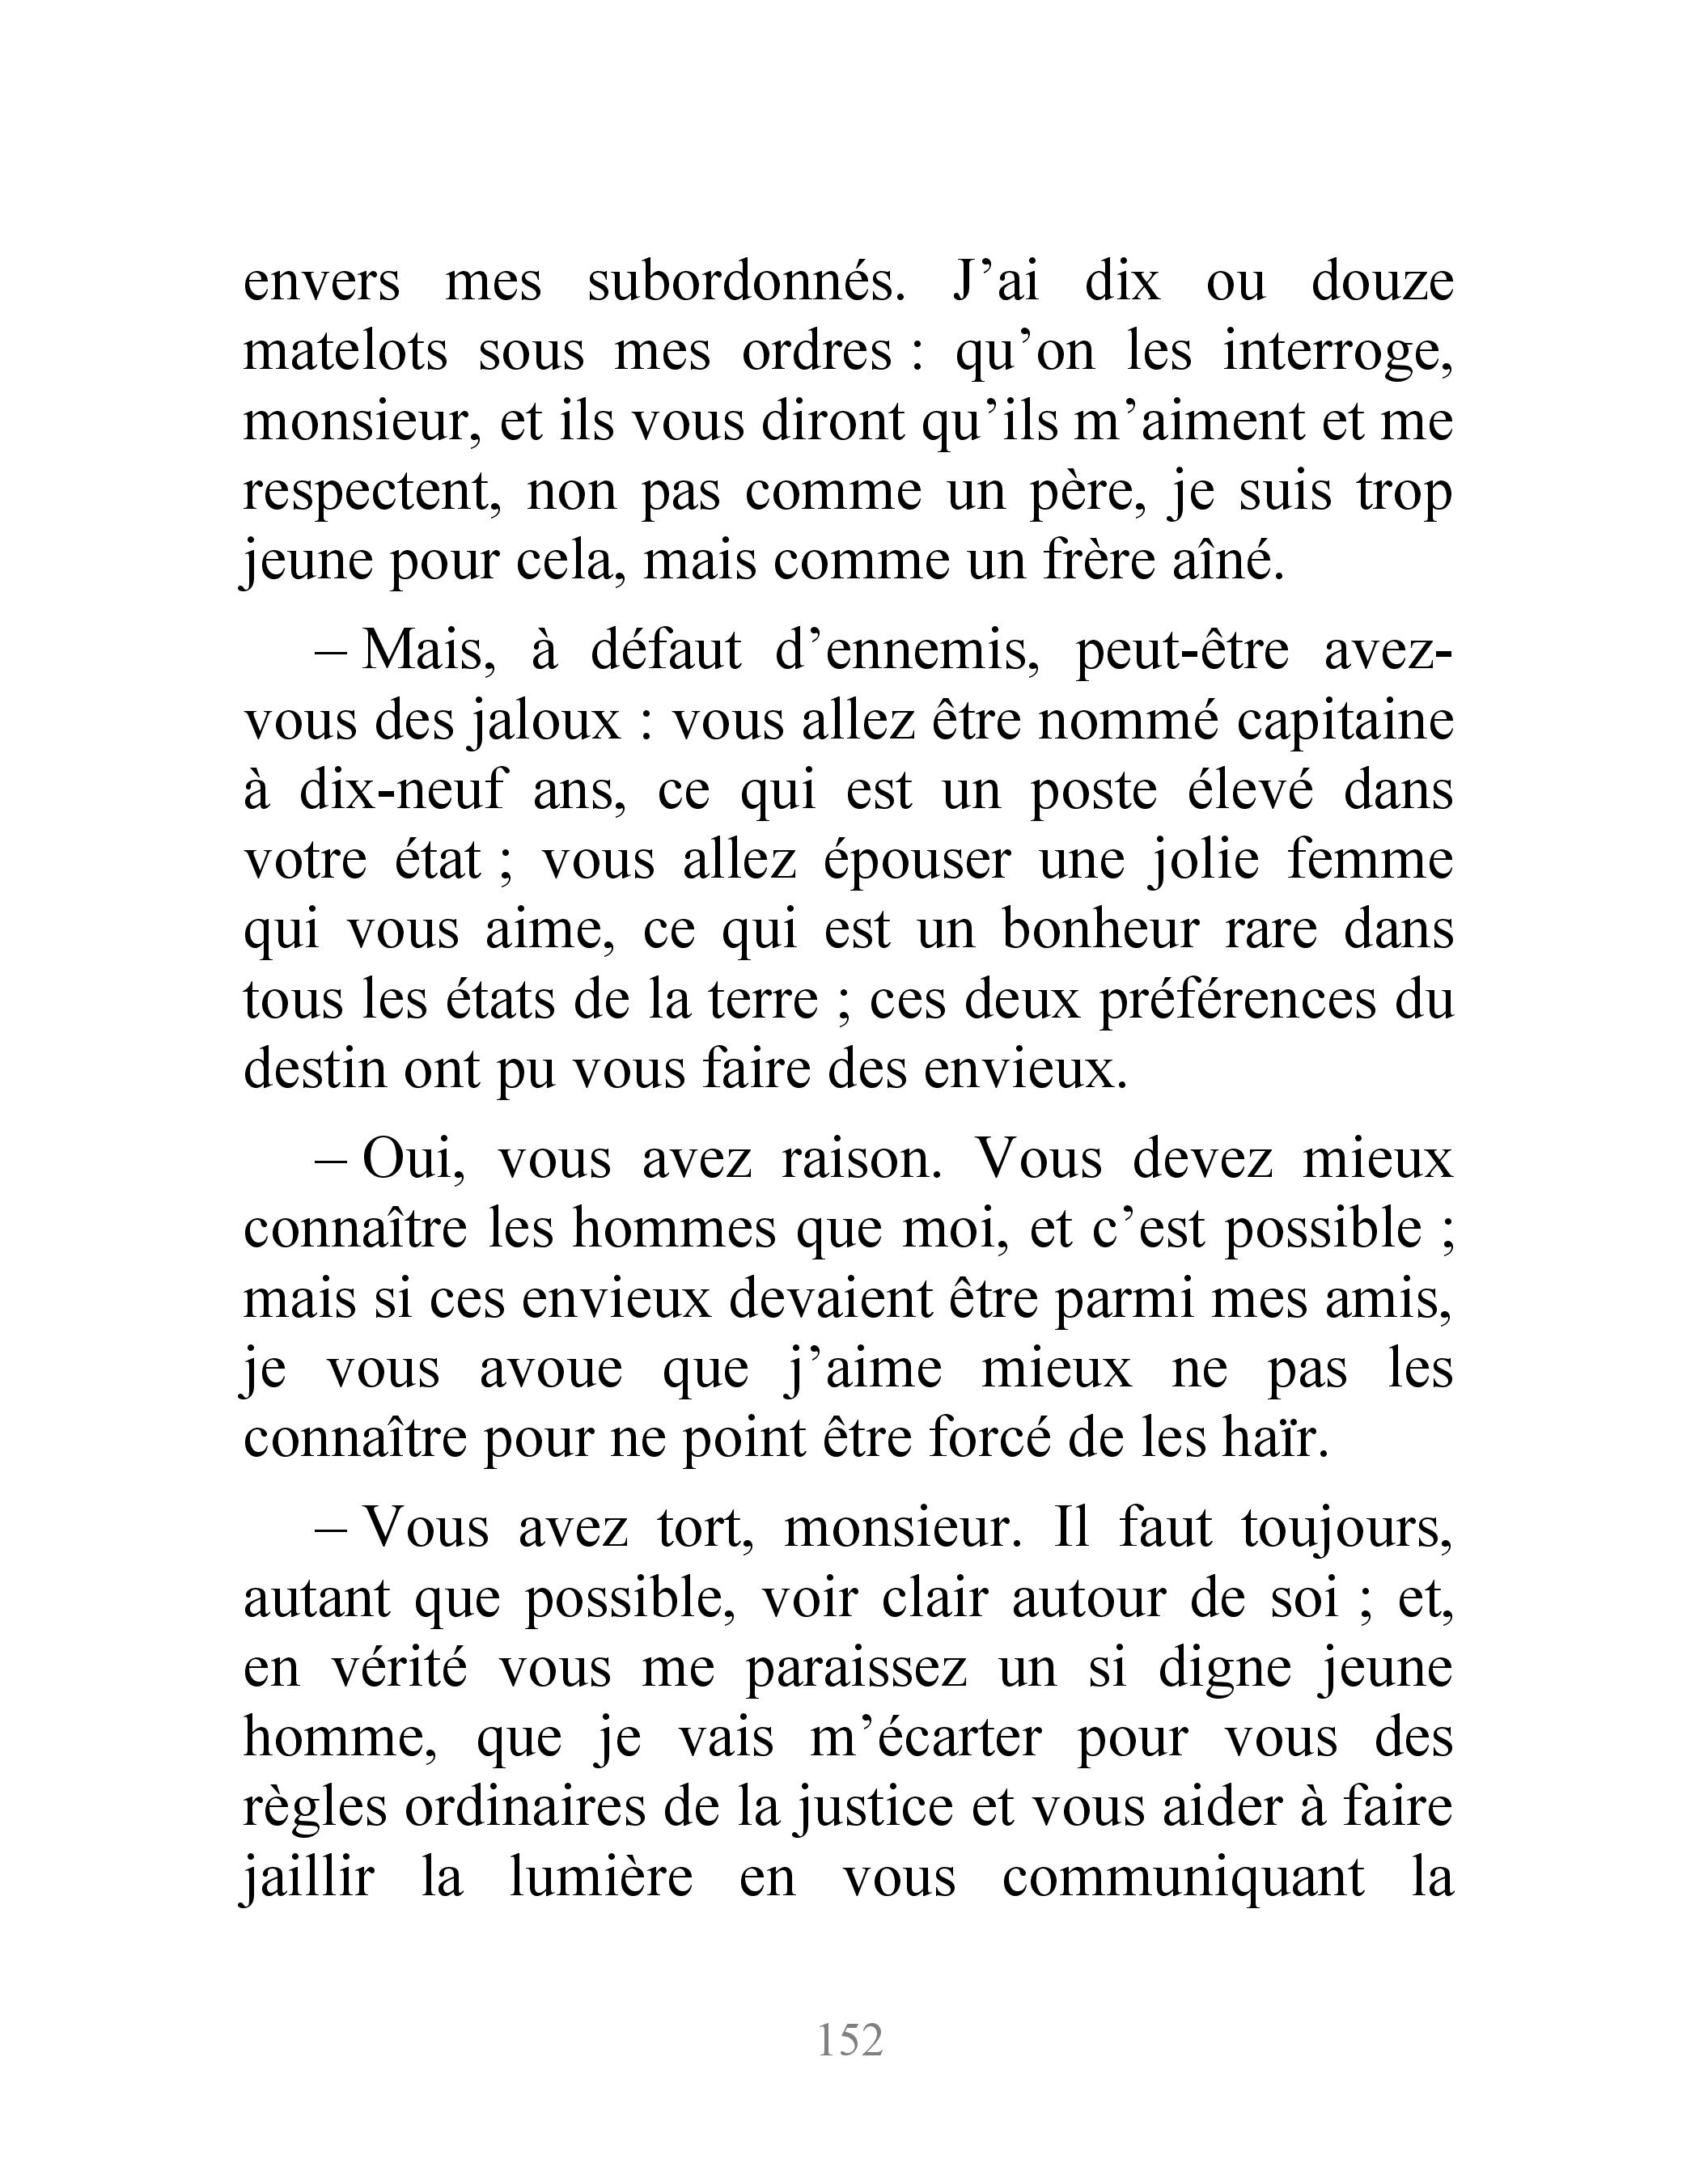 envers mes subordonnés. J’ai dix ou douze
matelots sous mes ordres : qu’on les interroge,
monsieur, et ils vous diront qu’ils m’aiment et me
respectent, non pas comme un père, je suis trop
jeune pour cela, mais comme un frère aîné.
– Mais, à défaut d’ennemis, peut-être avez-
vous des jaloux : vous allez être nommé capitaine
à dix-neuf ans, ce qui est un poste élevé dans
votre état ; vous allez épouser une jolie femme
qui vous aime, ce qui est un bonheur rare dans
tous les états de la terre ; ces deux préférences du
destin ont pu vous faire des envieux.
– Oui, vous avez raison. Vous devez mieux
connaître les hommes que moi, et c’est possible ;
mais si ces envieux devaient être parmi mes amis,
je vous avoue que j’aime mieux ne pas les
connaître pour ne point être forcé de les haïr.
– Vous avez tort, monsieur. Il faut toujours,
autant que possible, voir clair autour de soi ; et,
en vérité vous me paraissez un si digne jeune
homme, que je vais m’écarter pour vous des
règles ordinaires de la justice et vous aider à faire
jaillir la lumière en vous communiquant la
152